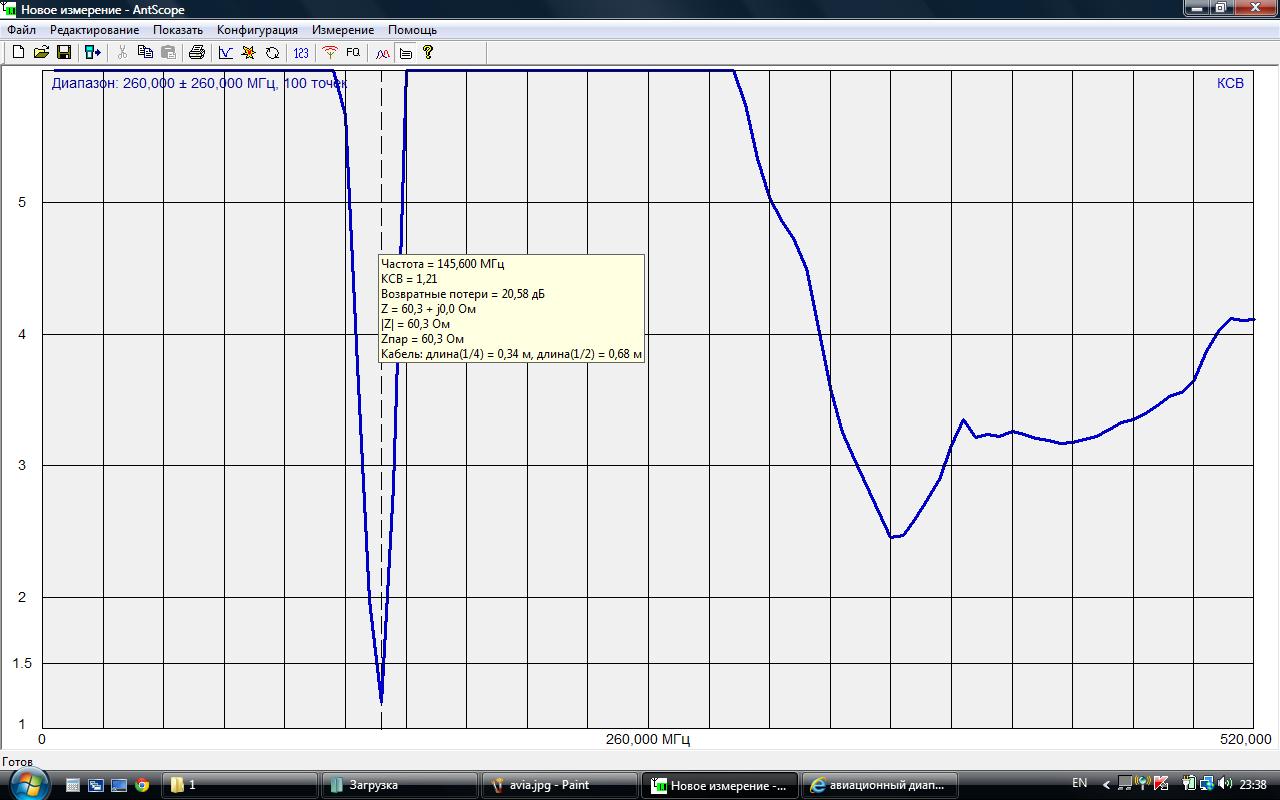 Новое измерение - AntScope
Файл Редактирование Показать Конфигурация Измерение Помощь
123 FQ
Диапазон: 260,000 ± 260,000 МГц, 100 точек КСВ
5
Частота = 145,600 МГц
КСВ = 1,21
Возвратные потери = 20,58 дБ
Z = 60,3 + j0,0 Ом
|Z| = 60,3 Ом
Zпар = 60,3 Ом
Кабель: длина(1/4) = 0,34 м, длина(1/2) = 0,68 м
4
3
2
1.5
1
0 260,000 МГц 520,000
Готов
1 Загрузка avia.jpg - Paint Новое измерение -... авиационный диап... EN 23:38